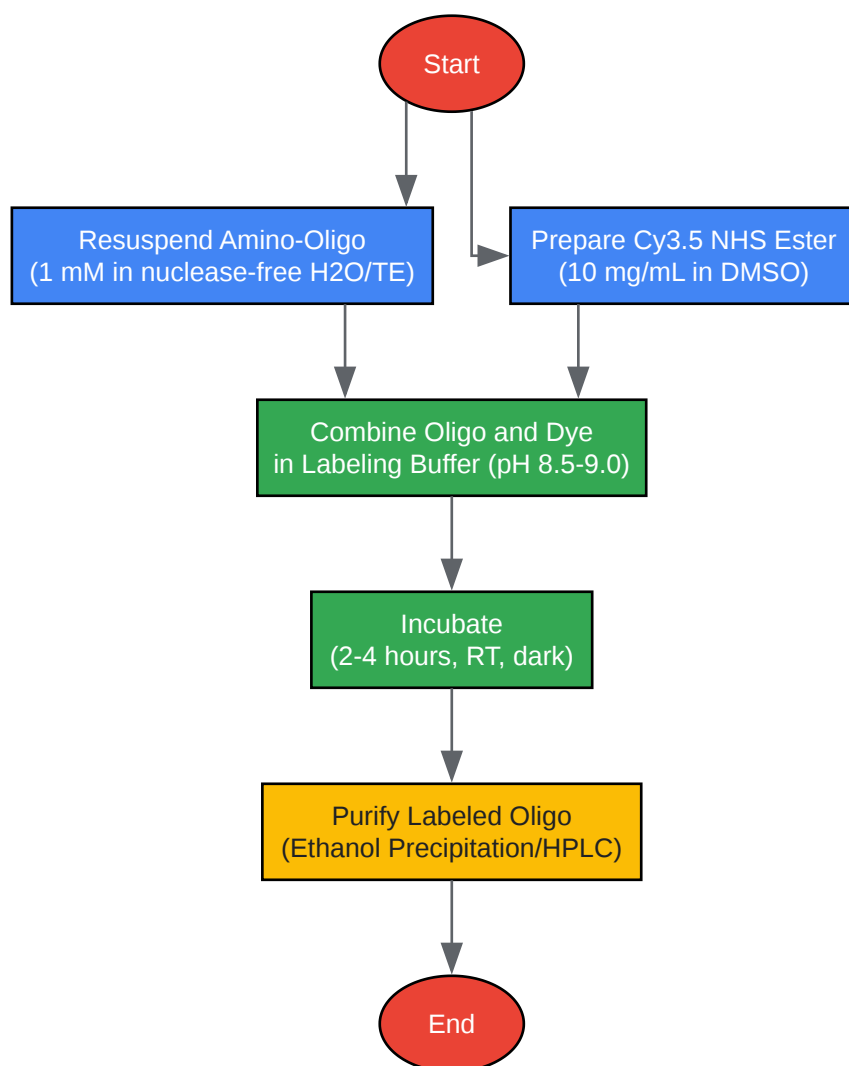 Start
Resuspend Amino-Oligo
(1 mM in nuclease-free H2O/TE)
Prepare Cy3.5 NHS Ester
(10 mg/mL in DMSO)
Combine Oligo and Dye
in Labeling Buffer (pH 8.5-9.0)
Incubate
(2-4 hours, RT, dark)
Purify Labeled Oligo
(Ethanol Precipitation/HPLC)
End